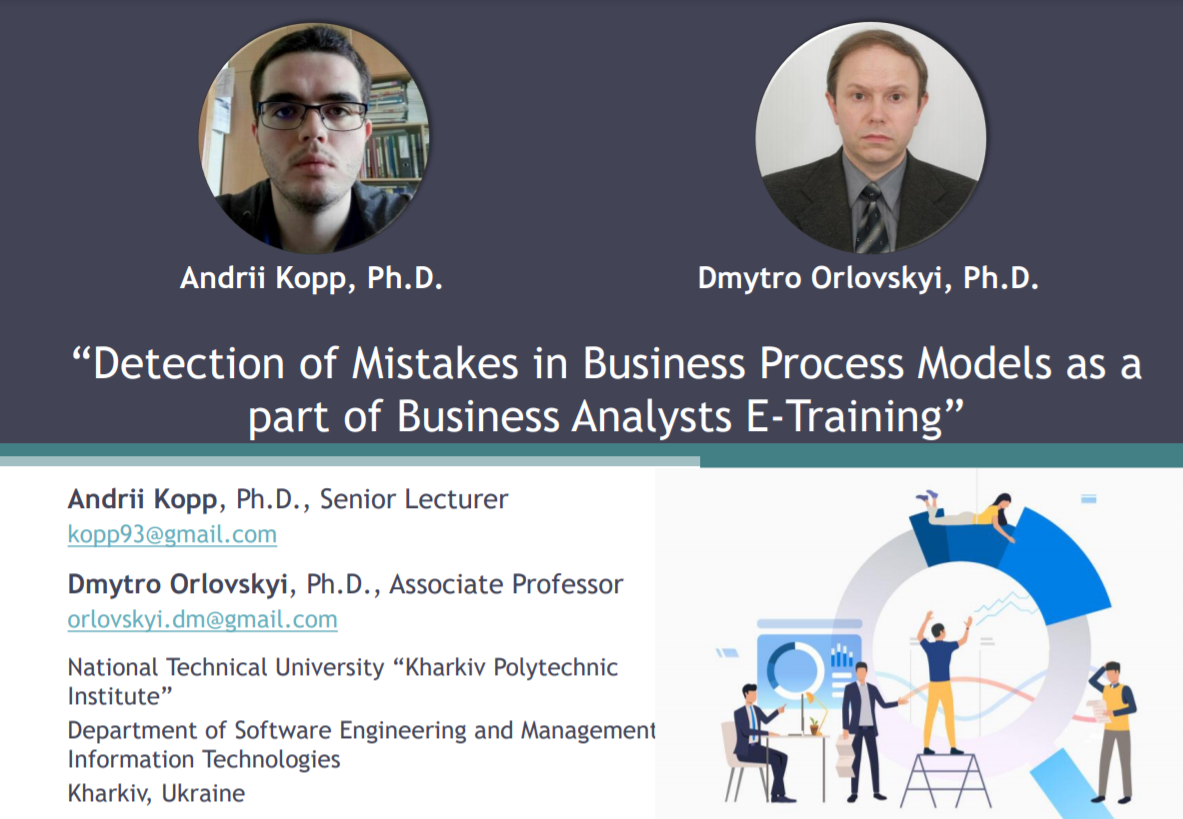 Andrii Kopp, Ph.D.
Dmytro Orlovskyi, Ph.D.
“Detection of Mistakes in Business Process Models as a
part of Business Analysts E-Training”
Andrii Kopp, Ph.D., Senior Lecturer
kopp93@gmail.com
Dmytro Orlovskyi, Ph.D., Associate Professor
orlovskyi.dm@gmail.com
National Technical University “Kharkiv Polytechnic
Institute”
Department of Software Engineering and Management
Information Technologies
Kharkiv, Ukraine